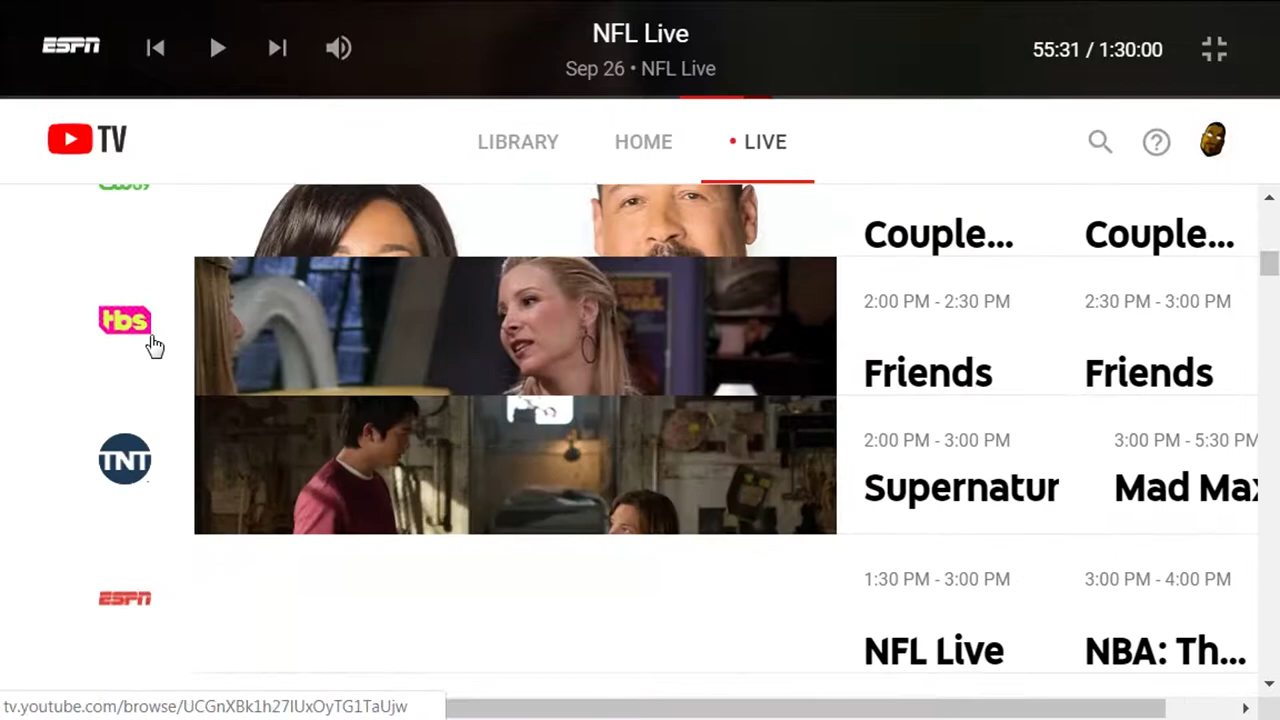 ESPN
NFL Live
Sep 26 • NFL Live
55:31 / 1:30:00
TV
LIBRARY
HOME
• LIVE
Couple...
Couple...
tbs
2:00 PM - 2:30 PM
2:30 PM - 3:00 PM
Friends
Friends
TNT
2:00 PM - 3:00 PM
3:00 PM - 5:30 PM
Supernatur
Mad Max
ESPN
1:30 PM - 3:00 PM
3:00 PM - 4:00 PM
NFL Live
NBA: Th...
tv.youtube.com/browse/UCGnXBk1h27IUxOyTG1TaUjw